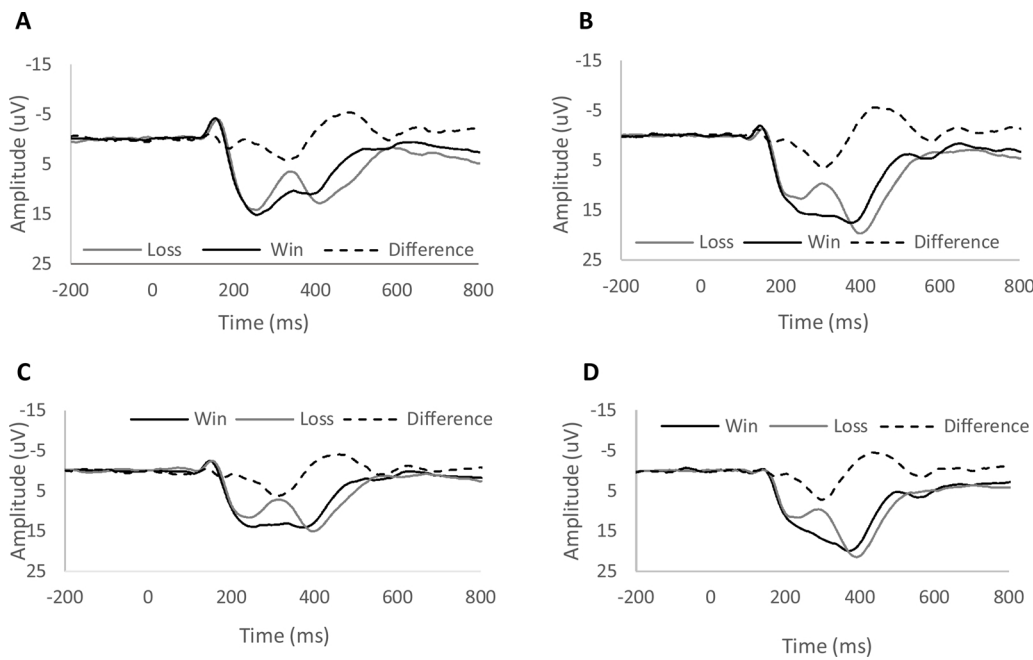 A
-15
-5
5
15
25
Amplitude (uV)
Loss Win Difference
-200 0 200 400 600 800
Time (ms)
B
-15
-5
5
15
25
Amplitude (uV)
Loss Win Difference
-200 0 200 400 600 800
Time (ms)
C
-15
-5
5
15
25
Amplitude (uV)
Win Loss Difference
-200 0 200 400 600 800
Time (ms)
D
-15
-5
5
15
25
Amplitude (uV)
Win Loss Difference
-200 0 200 400 600 800
Time (ms)